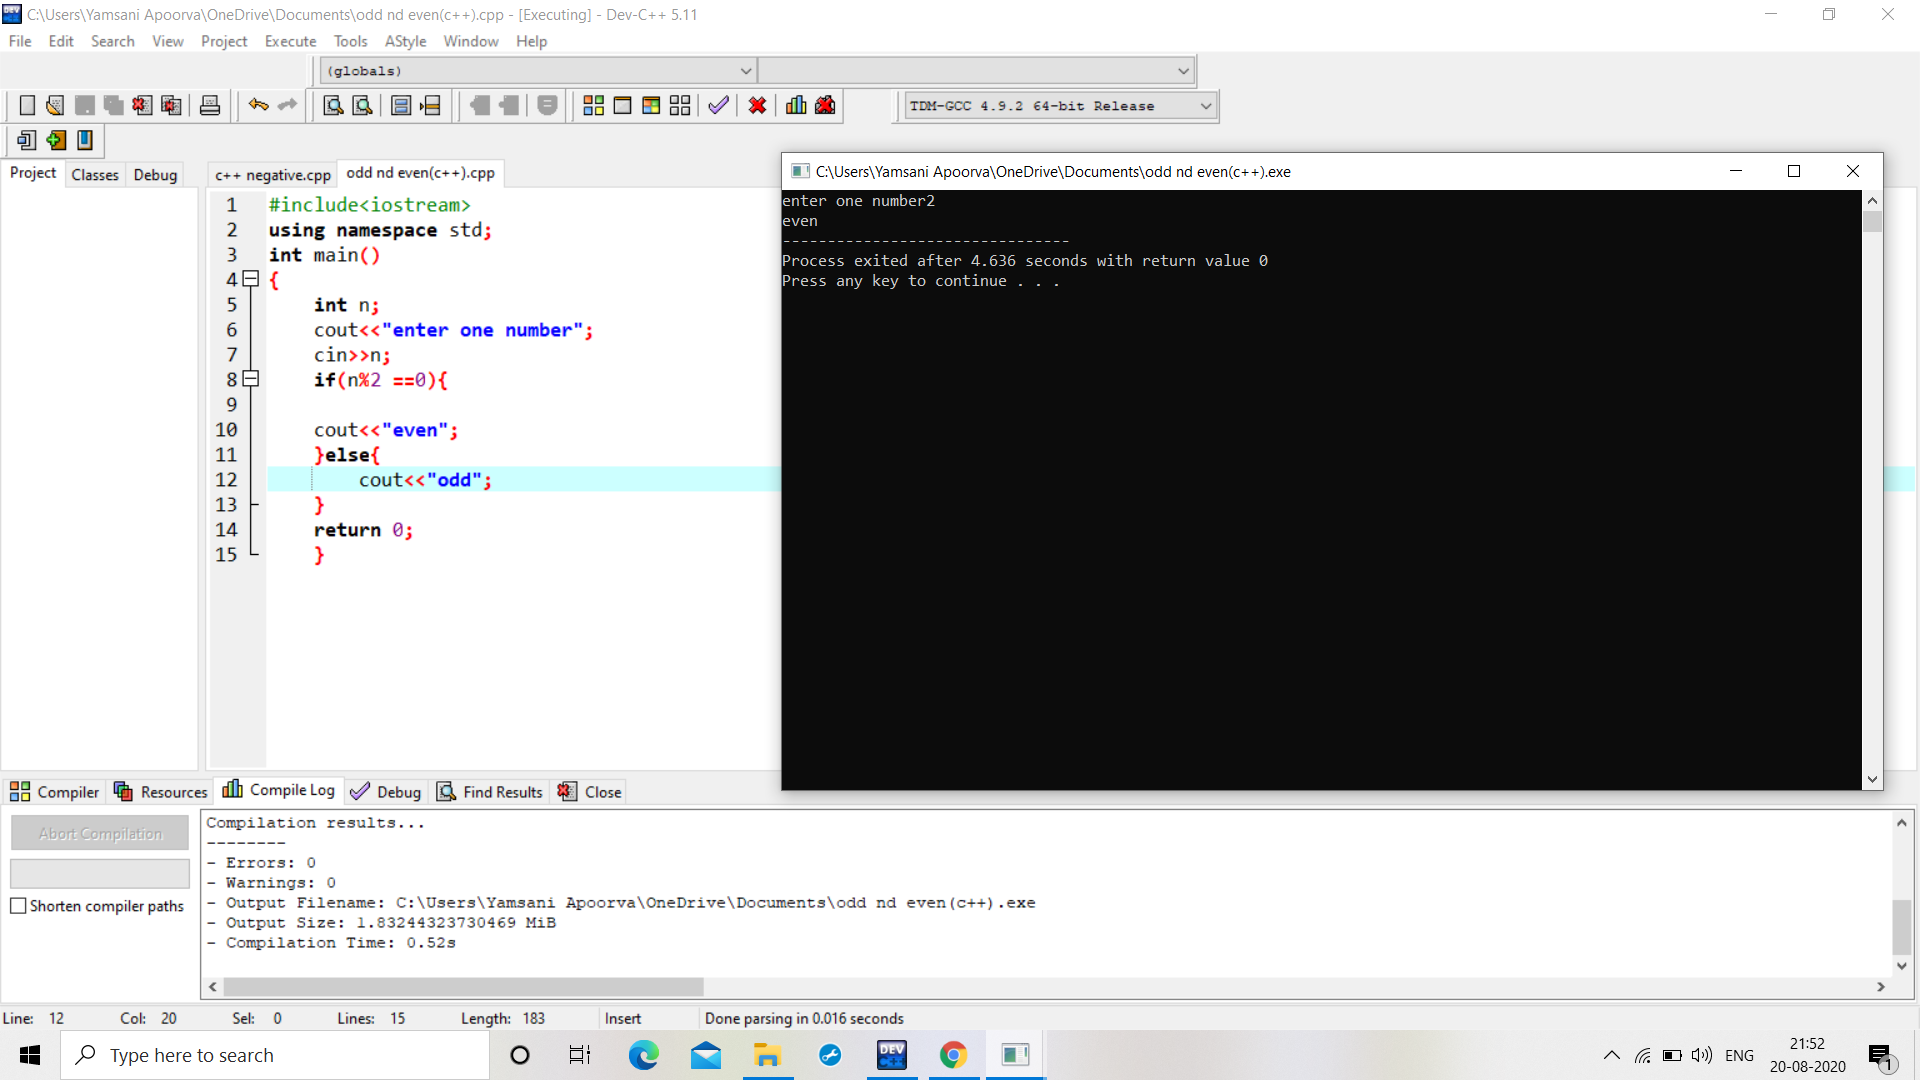 C:\Users\Yamsani Apoorva\OneDrive\Documents\odd nd even(c++).cpp - [Executing] - Dev-C++ 5.11
File Edit Search View Project Execute Tools AStyle Window Help
(globals)
TDM-GCC 4.9.2 64-bit Release
Project Classes Debug
c++ negative.cpp odd nd even(c++).cpp
1 #include<iostream>
2 using namespace std;
3 int main()
4 {
5 int n;
6 cout<<"enter one number";
7 cin>>n;
8 if(n%2 ==0){
9
10 cout<<"even";
11 }else{
12 cout<<"odd";
13 }
14 return 0;
15 }
C:\Users\Yamsani Apoorva\OneDrive\Documents\odd nd even(c++).exe
enter one number2
even
--------------------------------
Process exited after 4.636 seconds with return value 0
Press any key to continue . . .
Compiler Resources Compile Log Debug Find Results Close
Abort Compilation
Shorten compiler paths
Compilation results...
--------
- Errors: 0
- Warnings: 0
- Output Filename: C:\Users\Yamsani Apoorva\OneDrive\Documents\odd nd even(c++).exe
- Output Size: 1.83244323730469 MiB
- Compilation Time: 0.52s
Line: 12 Col: 20 Sel: 0 Lines: 15 Length: 183 Insert Done parsing in 0.016 seconds
Type here to search
DEV C++
ENG
21:52
20-08-2020
1